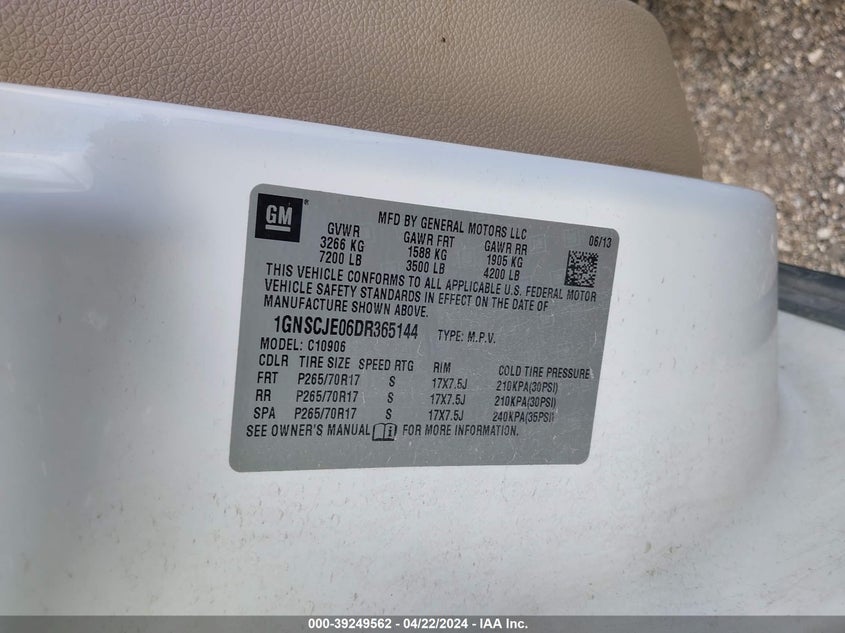 GM ®
MFD BY GENERAL MOTORS LLC
GVWR GAWR FRT GAWR RR 06/13
3266 KG 1588 KG 1905 KG
7200 LB 3500 LB 4200 LB
THIS VEHICLE CONFORMS TO ALL APPLICABLE U.S. FEDERAL MOTOR
VEHICLE SAFETY STANDARDS IN EFFECT ON THE DATE OF
MANUFACTURE SHOWN ABOVE.
1GNSCJE06DR365144 TYPE: M.P.V.
MODEL: C10906
CDLR TIRE SIZE SPEED RTG RIM COLD TIRE PRESSURE
FRT P265/70R17 S 17X7.5J 210KPA(30PSI)
RR P265/70R17 S 17X7.5J 210KPA(30PSI)
SPA P265/70R17 S 17X7.5J 240KPA(35PSI)
SEE OWNER'S MANUAL i FOR MORE INFORMATION.
000-39249562 - 04/22/2024 - IAA Inc.